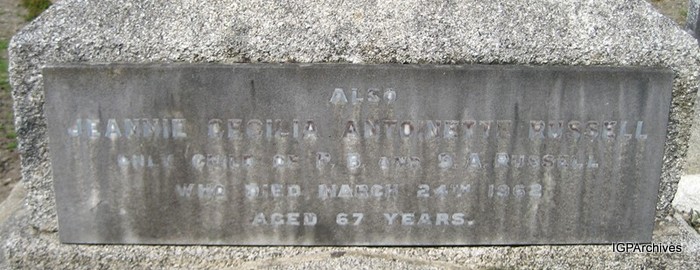 ALSO
JEANNIE CECILIA ANTOINETTE RUSSELL
ONLY CHILD OF P. B. AND S. A. RUSSELL
WHO DIED MARCH 24TH 1962
AGED 67 YEARS.
IGPArchives